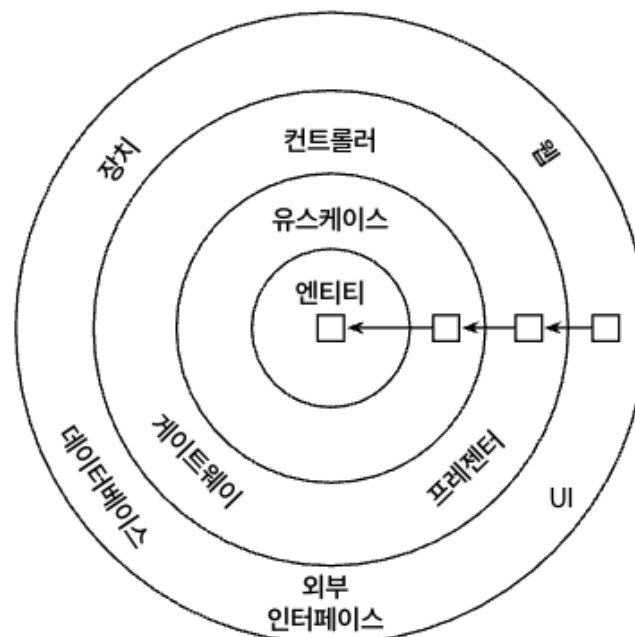 장치
컨트롤러
웹
유스케이스
엔티티
게이트웨이
프레젠터
데이터베이스
UI
외부
인터페이스